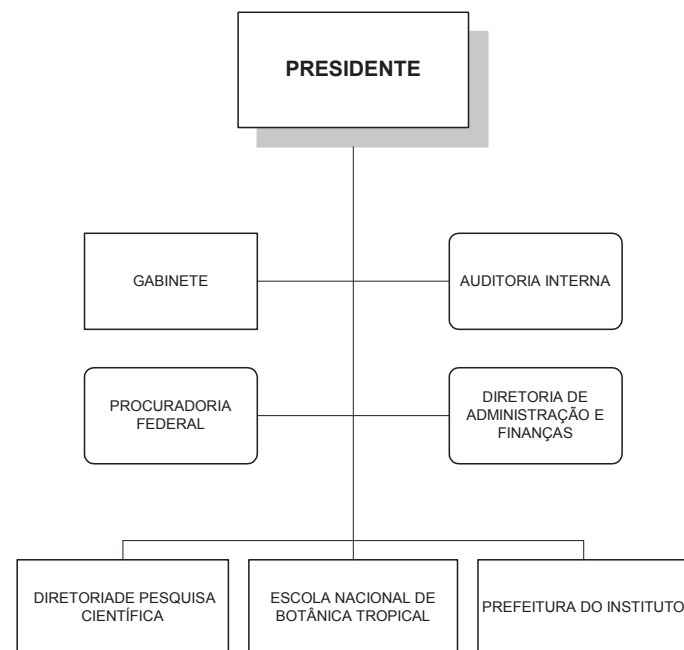 PRESIDENTE
GABINETE
AUDITORIA INTERNA
PROCURADORIA
FEDERAL
DIRETORIA DE
ADMINISTRAÇÃO E
FINANÇAS
DIRETORIADE PESQUISA
CIENTÍFICA
ESCOLA NACIONAL DE
BOTÂNICA TROPICAL
PREFEITURA DO INSTITUTO